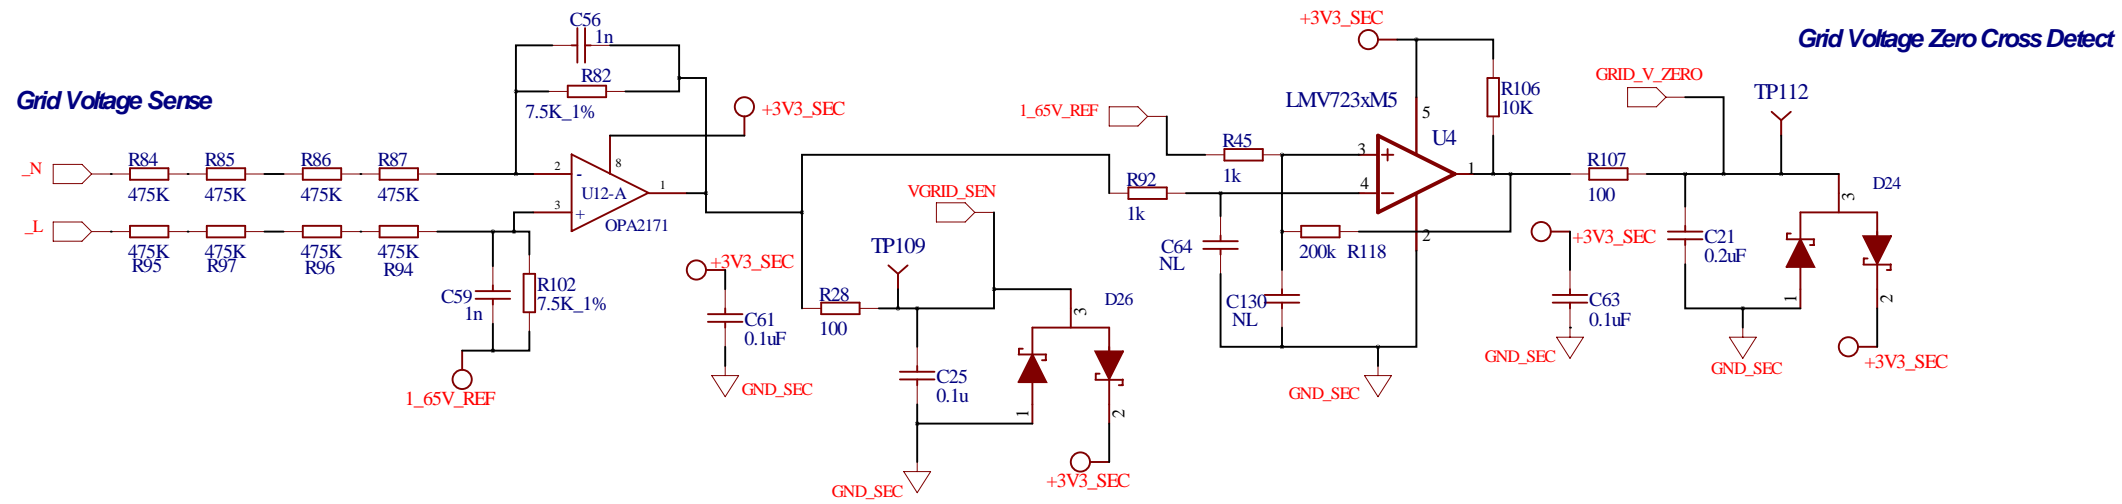 Grid Voltage Sense
C56
1n
R82
7.5K_1%
+3V3_SEC
_N
R84
475K
R85
475K
R86
475K
R87
475K
2
-
8
U12-A
1
3
+
OPA2171
_L
475K
R95
475K
R97
475K
R96
475K
R94
C59
1n
R102
7.5K_1%
1_65V_REF
+3V3_SEC
C61
0.1uF
GND_SEC
VGRID_SEN
TP109
R28
100
C25
0.1u
GND_SEC
D26
3
1
2
+3V3_SEC
Grid Voltage Zero Cross Detect
+3V3_SEC
1_65V_REF
R45
1k
R92
1k
LMV723xM5
5
U4
3
+
4
−
1
2
R106
10K
C64
NL
200k R118
C130
NL
GND_SEC
R107
100
+3V3_SEC
C63
0.1uF
GND_SEC
GRID_V_ZERO
TP112
C21
0.2uF
GND_SEC
D24
3
1
2
+3V3_SEC